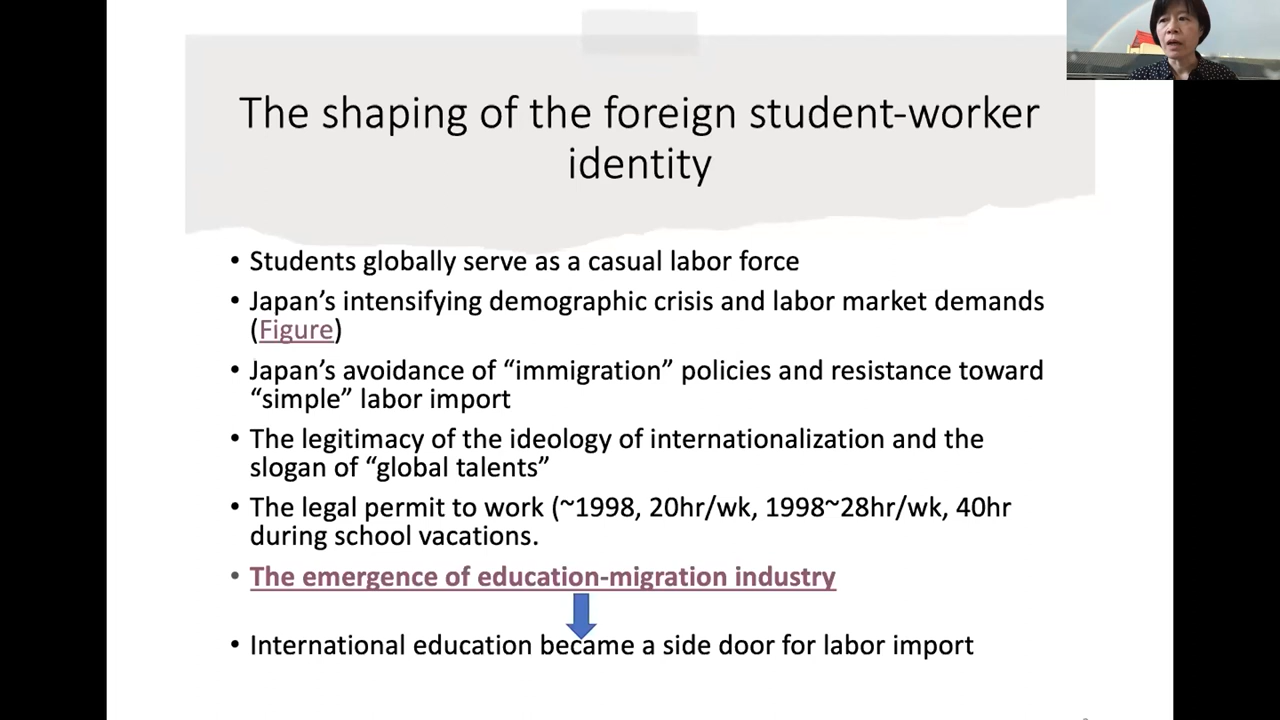 The shaping of the foreign student-worker
identity
• Students globally serve as a casual labor force
• Japan’s intensifying demographic crisis and labor market demands
(Figure)
• Japan’s avoidance of “immigration” policies and resistance toward
“simple” labor import
• The legitimacy of the ideology of internationalization and the
slogan of “global talents”
• The legal permit to work (~1998, 20hr/wk, 1998~28hr/wk, 40hr
during school vacations.
• The emergence of education-migration industry
• International education became a side door for labor import